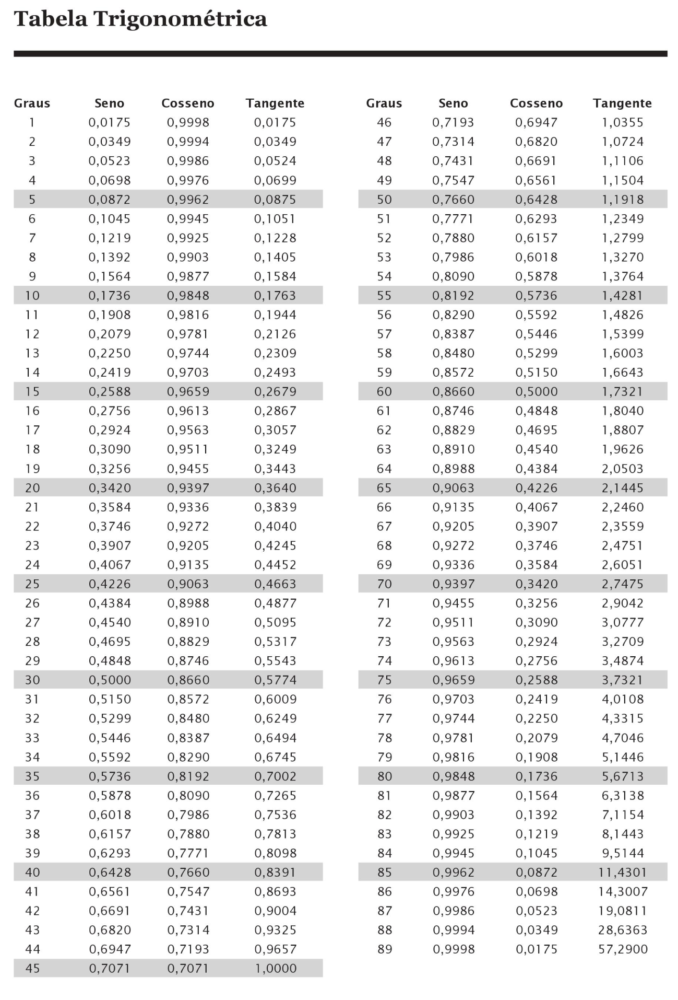 Tabela Trigonométrica
Graus Seno Cosseno Tangente Graus Seno Cosseno Tangente
1 0,0175 0,9998 0,0175 46 0,7193 0,6947 1,0355
2 0,0349 0,9994 0,0349 47 0,7314 0,6820 1,0724
3 0,0523 0,9986 0,0524 48 0,7431 0,6691 1,1106
4 0,0698 0,9976 0,0699 49 0,7547 0,6561 1,1504
5 0,0872 0,9962 0,0875 50 0,7660 0,6428 1,1918
6 0,1045 0,9945 0,1051 51 0,7771 0,6293 1,2349
7 0,1219 0,9925 0,1228 52 0,7880 0,6157 1,2799
8 0,1392 0,9903 0,1405 53 0,7986 0,6018 1,3270
9 0,1564 0,9877 0,1584 54 0,8090 0,5878 1,3764
10 0,1736 0,9848 0,1763 55 0,8192 0,5736 1,4281
11 0,1908 0,9816 0,1944 56 0,8290 0,5592 1,4826
12 0,2079 0,9781 0,2126 57 0,8387 0,5446 1,5399
13 0,2250 0,9744 0,2309 58 0,8480 0,5299 1,6003
14 0,2419 0,9703 0,2493 59 0,8572 0,5150 1,6643
15 0,2588 0,9659 0,2679 60 0,8660 0,5000 1,7321
16 0,2756 0,9613 0,2867 61 0,8746 0,4848 1,8040
17 0,2924 0,9563 0,3057 62 0,8829 0,4695 1,8807
18 0,3090 0,9511 0,3249 63 0,8910 0,4540 1,9626
19 0,3256 0,9455 0,3443 64 0,8988 0,4384 2,0503
20 0,3420 0,9397 0,3640 65 0,9063 0,4226 2,1445
21 0,3584 0,9336 0,3839 66 0,9135 0,4067 2,2460
22 0,3746 0,9272 0,4040 67 0,9205 0,3907 2,3559
23 0,3907 0,9205 0,4245 68 0,9272 0,3746 2,4751
24 0,4067 0,9135 0,4452 69 0,9336 0,3584 2,6051
25 0,4226 0,9063 0,4663 70 0,9397 0,3420 2,7475
26 0,4384 0,8988 0,4877 71 0,9455 0,3256 2,9042
27 0,4540 0,8910 0,5095 72 0,9511 0,3090 3,0777
28 0,4695 0,8829 0,5317 73 0,9563 0,2924 3,2709
29 0,4848 0,8746 0,5543 74 0,9613 0,2756 3,4874
30 0,5000 0,8660 0,5774 75 0,9659 0,2588 3,7321
31 0,5150 0,8572 0,6009 76 0,9703 0,2419 4,0108
32 0,5299 0,8480 0,6249 77 0,9744 0,2250 4,3315
33 0,5446 0,8387 0,6494 78 0,9781 0,2079 4,7046
34 0,5592 0,8290 0,6745 79 0,9816 0,1908 5,1446
35 0,5736 0,8192 0,7002 80 0,9848 0,1736 5,6713
36 0,5878 0,8090 0,7265 81 0,9877 0,1564 6,3138
37 0,6018 0,7986 0,7536 82 0,9903 0,1392 7,1154
38 0,6157 0,7880 0,7813 83 0,9925 0,1219 8,1443
39 0,6293 0,7771 0,8098 84 0,9945 0,1045 9,5144
40 0,6428 0,7660 0,8391 85 0,9962 0,0872 11,4301
41 0,6561 0,7547 0,8693 86 0,9976 0,0698 14,3007
42 0,6691 0,7431 0,9004 87 0,9986 0,0523 19,0811
43 0,6820 0,7314 0,9325 88 0,9994 0,0349 28,6363
44 0,6947 0,7193 0,9657 89 0,9998 0,0175 57,2900
45 0,7071 0,7071 1,0000